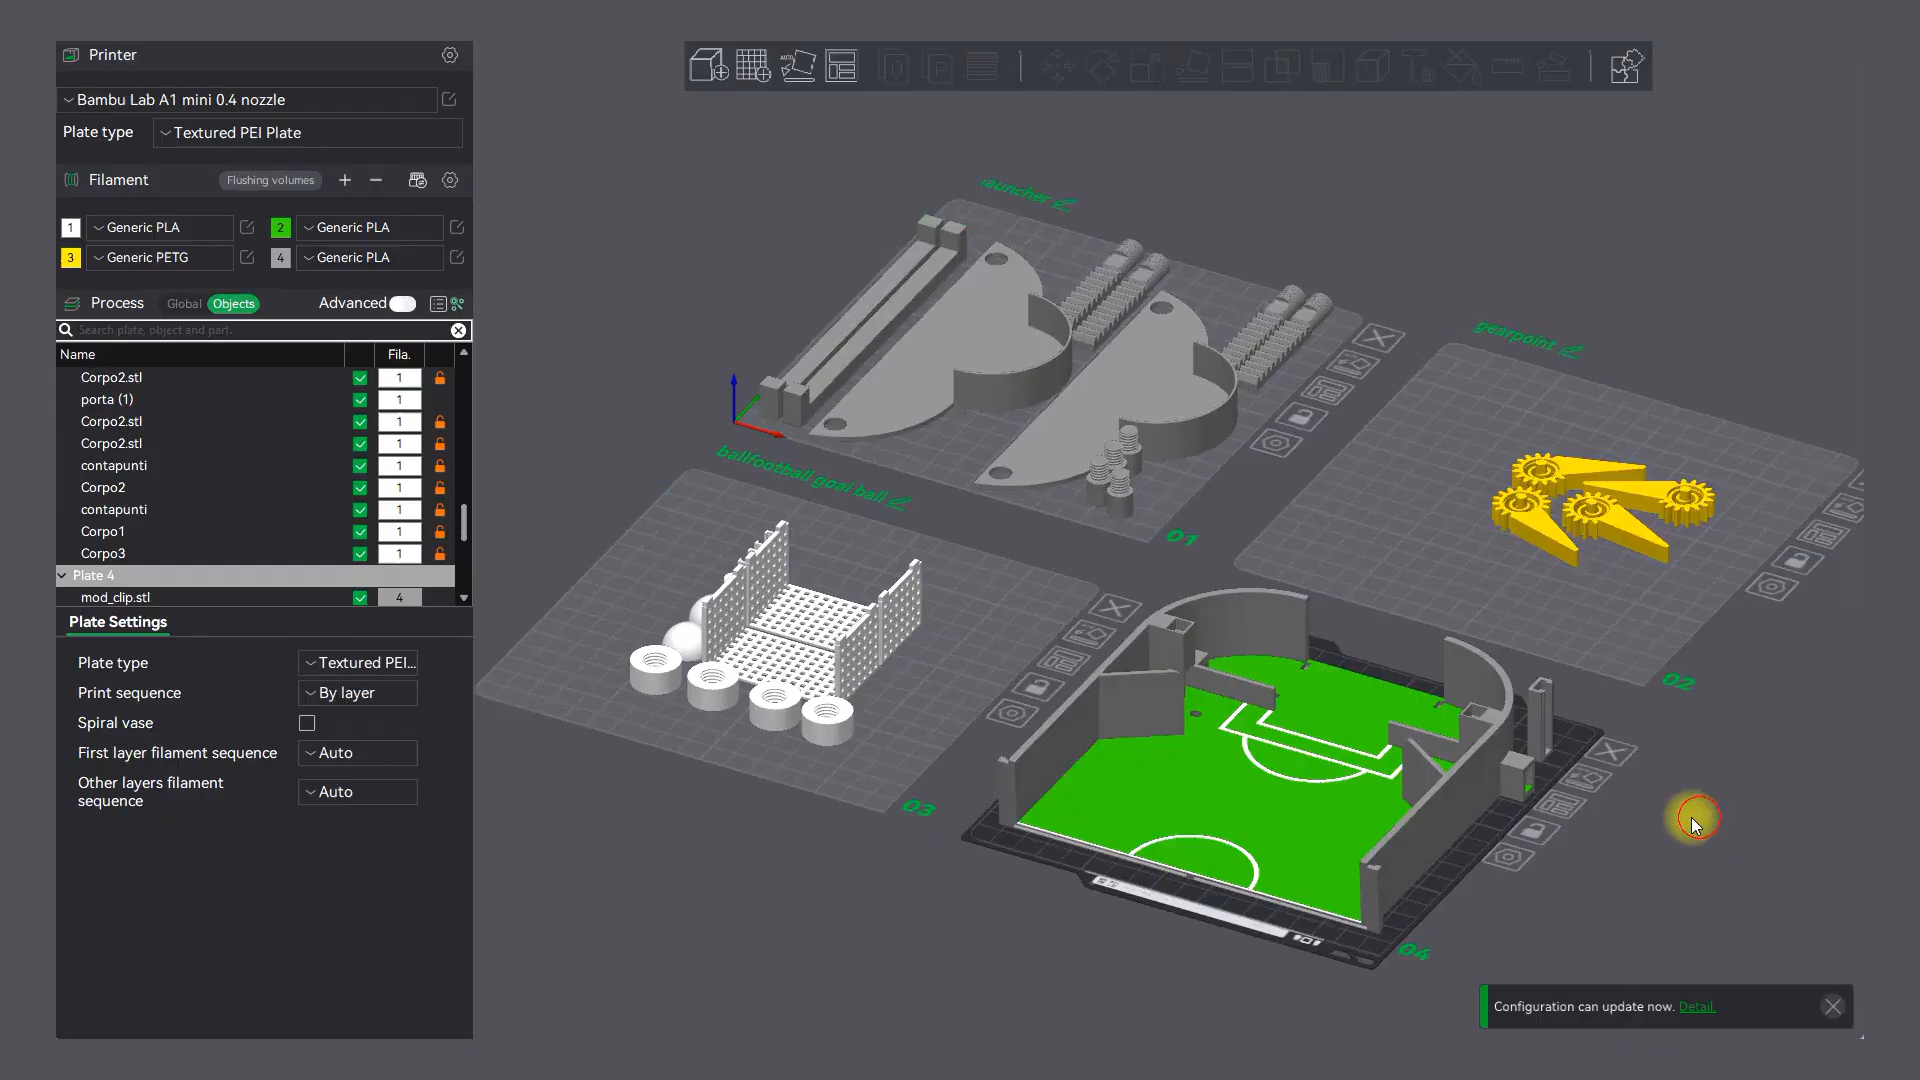 Printer
Bambu Lab A1 mini 0.4 nozzle
Plate type
Textured PEI Plate
Filament
Flushing volumes
1
Generic PLA
2
Generic PLA
3
Generic PETG
4
Generic PLA
Process
Global
Objects
Advanced
Search plate, object and part.
Name
Fila.
Corpo2.stl
1
porta (1)
1
Corpo2.stl
1
Corpo2.stl
1
contapunti
1
Corpo2
1
contapunti
1
Corpo1
1
Corpo3
1
Plate 4
mod_clip.stl
4
Plate Settings
Plate type
Textured PEI...
Print sequence
By layer
Spiral vase
First layer filament sequence
Auto
Other layers filament
sequence
Auto
AUTO
launcher
01
gearpoint
02
ballfootball goal ball
03
04
Configuration can update now. Detail.